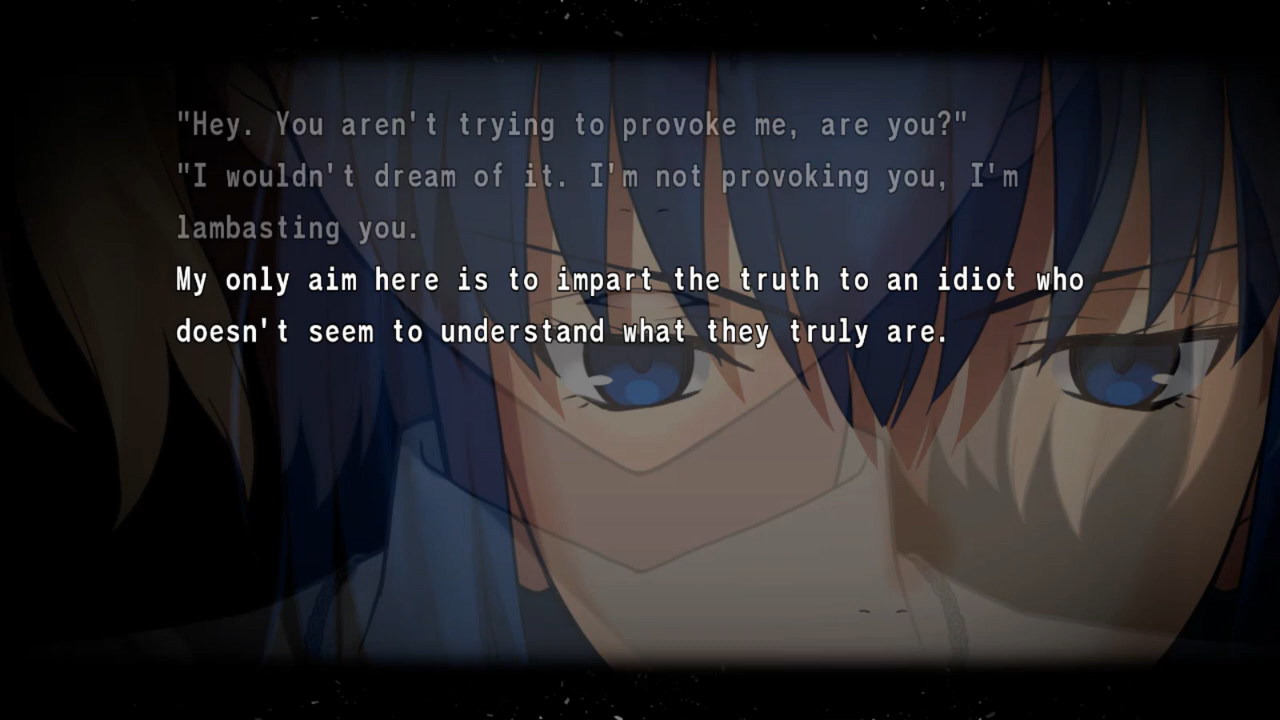 "Hey. You aren't trying to provoke me, are you?"
"I wouldn't dream of it. I'm not provoking you, I'm
lambasting you.
My only aim here is to impart the truth to an idiot who
doesn't seem to understand what they truly are.